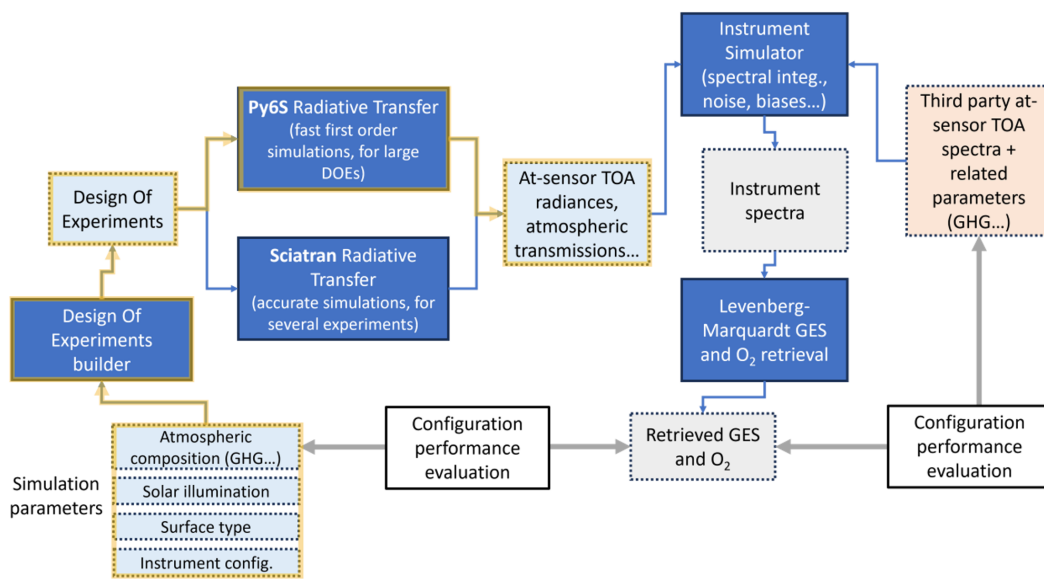 Instrument
Simulator
(spectral integ.,
noise, biases…)
Py6S Radiative Transfer
(fast first order
simulations, for large
DOEs)
Third party at-
sensor TOA
spectra +
related
parameters
(GHG…)
Design Of
Experiments
At-sensor TOA
radiances,
atmospheric
transmissions…
Instrument
spectra
Sciatran Radiative
Transfer
(accurate simulations, for
several experiments)
Design Of
Experiments
builder
Levenberg-
Marquardt GES
and O₂ retrieval
Simulation
parameters
Atmospheric
composition (GHG…)
Solar illumination
Surface type
Instrument config.
Configuration
performance
evaluation
Retrieved GES
and O₂
Configuration
performance
evaluation